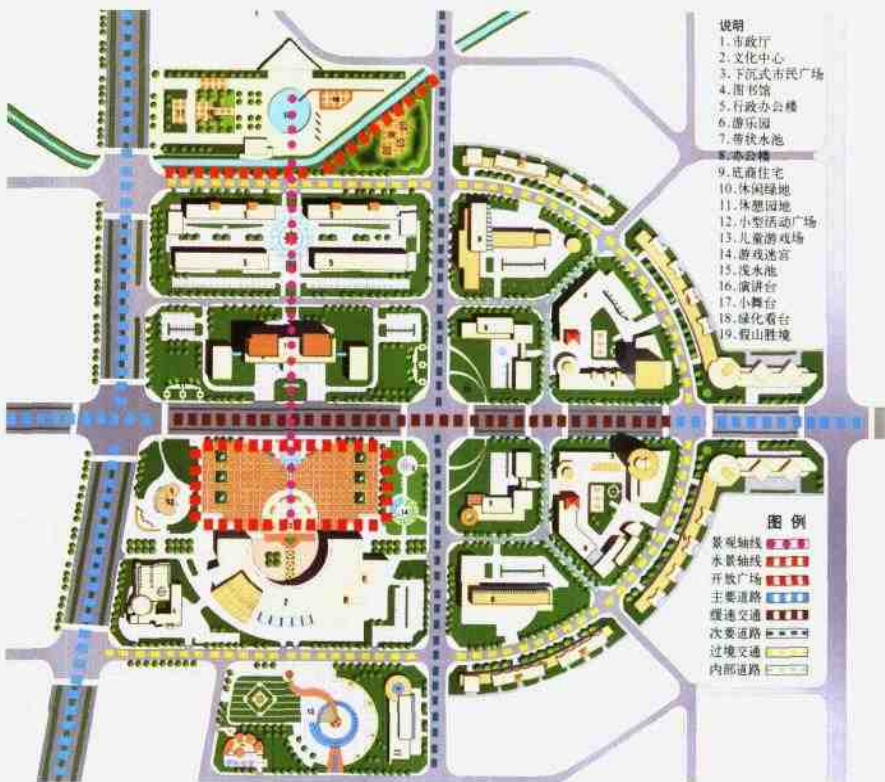 说明
1.市政厅
2.文化中心
3.下沉式市民广场
4.图书馆
5.行政办公楼
6.游乐园
7.带状水池
8.办公楼
9.底商住宅
10.休闲绿地
11.休憩园地
12.小型活动广场
13.儿童游戏场
14.游戏迷宫
15.浅水池
16.演讲台
17.小舞台
18.绿化看台
19.假山胜境
图例
景观轴线
水景轴线
开放广场
主要道路
缓速交通
次要道路
过境交通
内部道路